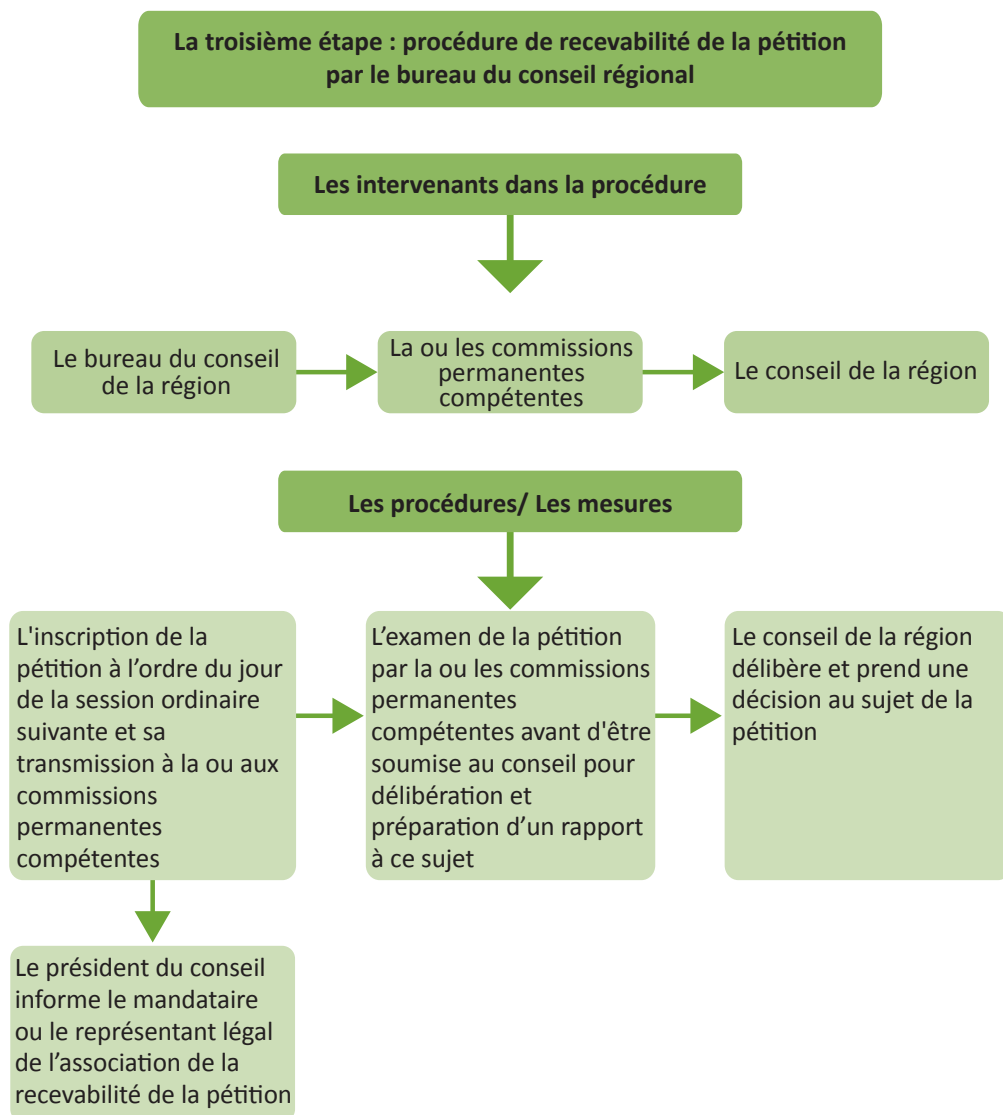 La troisième étape : procédure de recevabilité de la pétition
par le bureau du conseil régional
Les intervenants dans la procédure
Le bureau du conseil
de la région
La ou les commissions
permanentes
compétentes
Le conseil de la région
Les procédures/ Les mesures
L'inscription de la
pétition à l’ordre du jour
de la session ordinaire
suivante et sa
transmission à la ou aux
commissions
permanentes
compétentes
L’examen de la pétition
par la ou les commissions
permanentes
compétentes avant d'être
soumise au conseil pour
délibération et
préparation d’un rapport
à ce sujet
Le conseil de la région
délibère et prend une
décision au sujet de la
pétition
Le président du conseil
informe le mandataire
ou le représentant légal
de l’association de la
recevabilité de la pétition